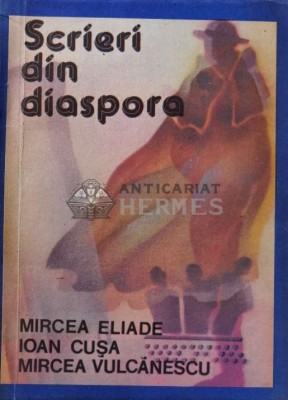 Scrieri
din
diaspora
ANTICARIAT
HERMES
MIRCEA ELIADE
IOAN CUȘA
MIRCEA VULCĂNESCU